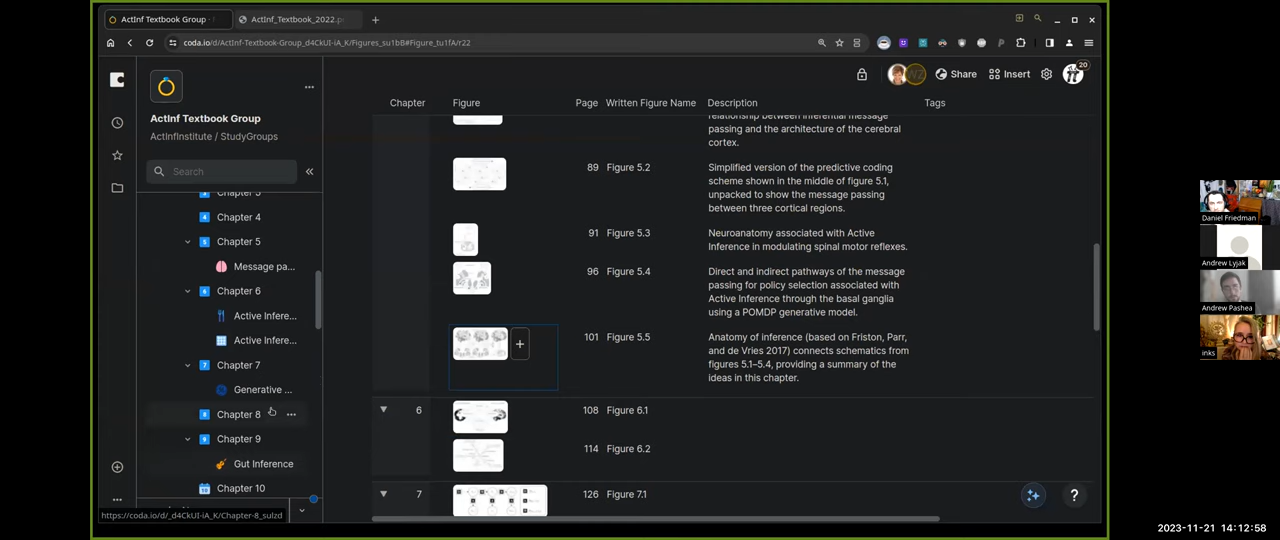 ActInf Textbook Group -
ActInf_Textbook_2022.p
coda.io/d/ActInf-Textbook-Group_d4CkUI-iA_K/Figures_su1bB#Figure_tu1fA/r22
ActInf Textbook Group
ActInfInstitute / StudyGroups
Search
Chapter 3
Chapter 4
Chapter 5
Message pa...
Chapter 6
Active Infere...
Active Infere...
Chapter 7
Generative ...
Chapter 8
Chapter 9
Gut Inference
Chapter 10
https://coda.io/d/_d4CkUI-iA_K/Chapter-8_sulzd
NZ
Share
Insert
20
Chapter Figure Page Written Figure Name Description Tags
relationship between inferential message
passing and the architecture of the cerebral
cortex.
89 Figure 5.2 Simplified version of the predictive coding
scheme shown in the middle of figure 5.1,
unpacked to show the message passing
between three cortical regions.
91 Figure 5.3 Neuroanatomy associated with Active
Inference in modulating spinal motor reflexes.
96 Figure 5.4 Direct and indirect pathways of the message
passing for policy selection associated with
Active Inference through the basal ganglia
using a POMDP generative model.
101 Figure 5.5 Anatomy of inference (based on Friston, Parr,
and de Vries 2017) connects schematics from
figures 5.1–5.4, providing a summary of the
ideas in this chapter.
6 108 Figure 6.1
114 Figure 6.2
7 126 Figure 7.1
Daniel Friedman
Andrew Lyjak
Andrew Pashea
inks
2023-11-21 14:12:58